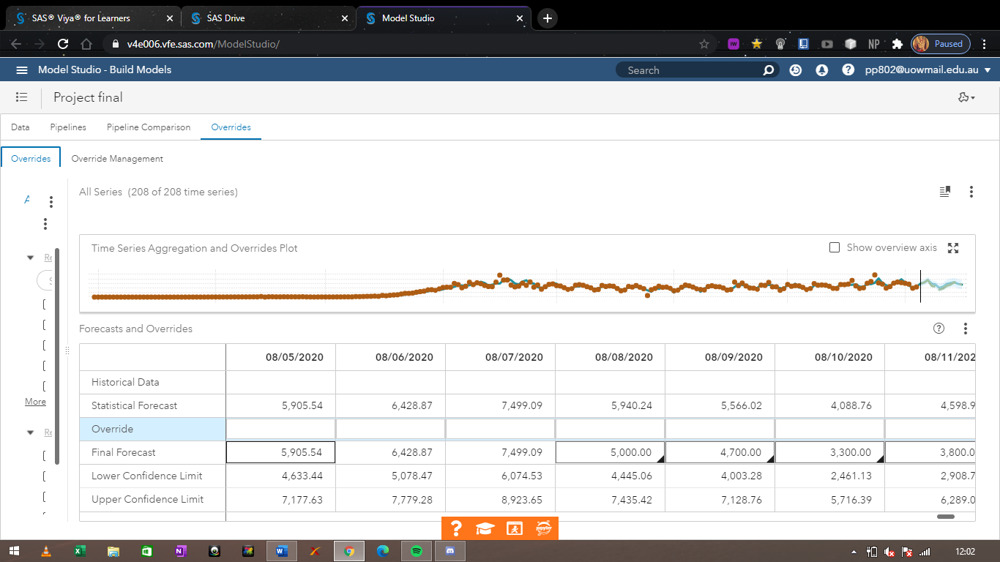 SAS® Viya® for Learners
SAS Drive
Model Studio
v4e006.vfe.sas.com/ModelStudio/
NP
Paused
Model Studio - Build Models
Search
pp802@uowmail.edu.au
Project final
Data Pipelines Pipeline Comparison Overrides
Overrides Override Management
All Series (208 of 208 time series)
Time Series Aggregation and Overrides Plot
Show overview axis
Forecasts and Overrides
More
08/05/2020 08/06/2020 08/07/2020 08/08/2020 08/09/2020 08/10/2020 08/11/202
Historical Data
Statistical Forecast 5,905.54 6,428.87 7,499.09 5,940.24 5,566.02 4,088.76 4,598.9
Override
Final Forecast 5,905.54 6,428.87 7,499.09 5,000.00 4,700.00 3,300.00 3,800.0
Lower Confidence Limit 4,633.44 5,078.47 6,074.53 4,445.06 4,003.28 2,461.13 2,908.7
Upper Confidence Limit 7,177.63 7,779.28 8,923.65 7,435.42 7,128.76 5,716.39 6,289.0
12:02